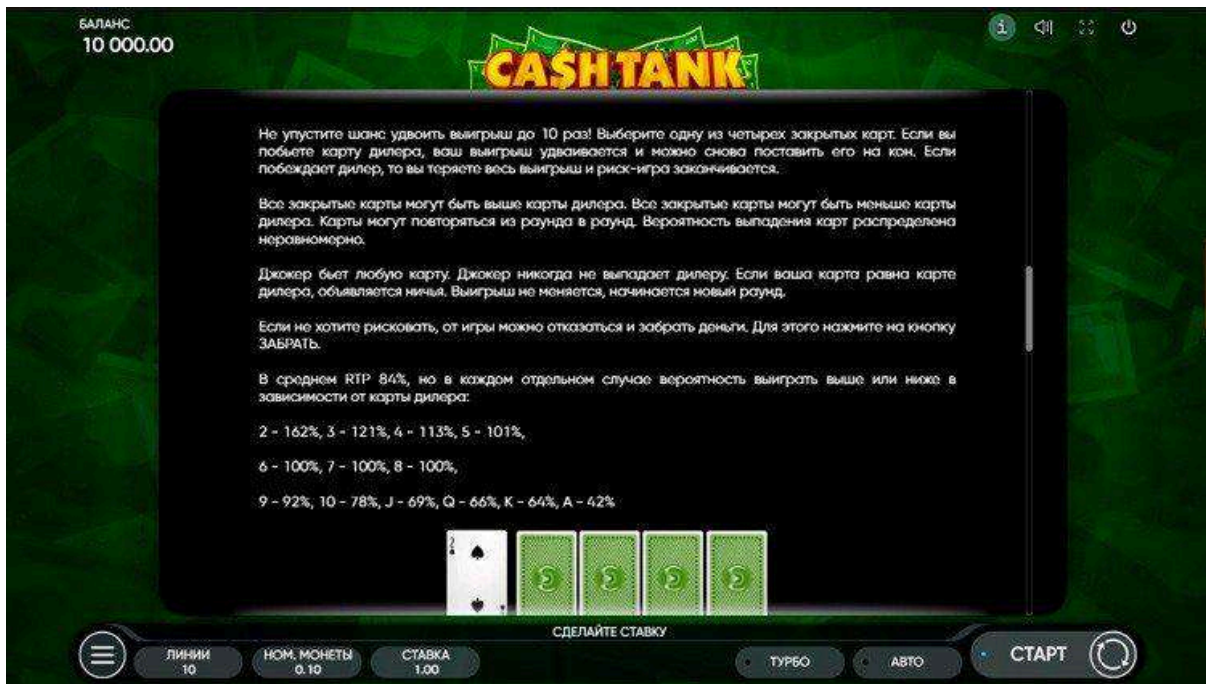 БАЛАНС
10 000.00
CA$H TANK
Не упустите шанс удвоить выигрыш до 10 раз! Выберите одну из четырех закрытых карт. Если вы
побьете карту дилера, ваш выигрыш удваивается и можно снова поставить его на кон. Если
побеждает дилер, то вы теряете весь выигрыш и риск-игра заканчивается.
Все закрытые карты могут быть выше карты дилера. Все закрытые карты могут быть меньше карты
дилера. Карты могут повторяться из раунда в раунд. Вероятность выпадения карт распределена
неравномерно.
Джокер бьет любую карту. Джокер никогда не выпадает дилеру. Если ваша карта равна карте
дилера, объявляется ничья. Выигрыш не меняется, начинается новый раунд.
Если не хотите рисковать, от игры можно отказаться и забрать деньги. Для этого нажмите на кнопку
ЗАБРАТЬ.
В среднем RTP 84%, но в каждом отдельном случае вероятность выиграть выше или ниже в
зависимости от карты дилера:
2 - 162%, 3 - 121%, 4 - 113%, 5 - 101%,
6 - 100%, 7 - 100%, 8 - 100%,
9 - 92%, 10 - 78%, J - 69%, Q - 66%, K - 64%, A - 42%
2
СДЕЛАЙТЕ СТАВКУ
ЛИНИИ
10
НОМ. МОНЕТЫ
0.10
СТАВКА
1.00
ТУРБО
АВТО
СТАРТ